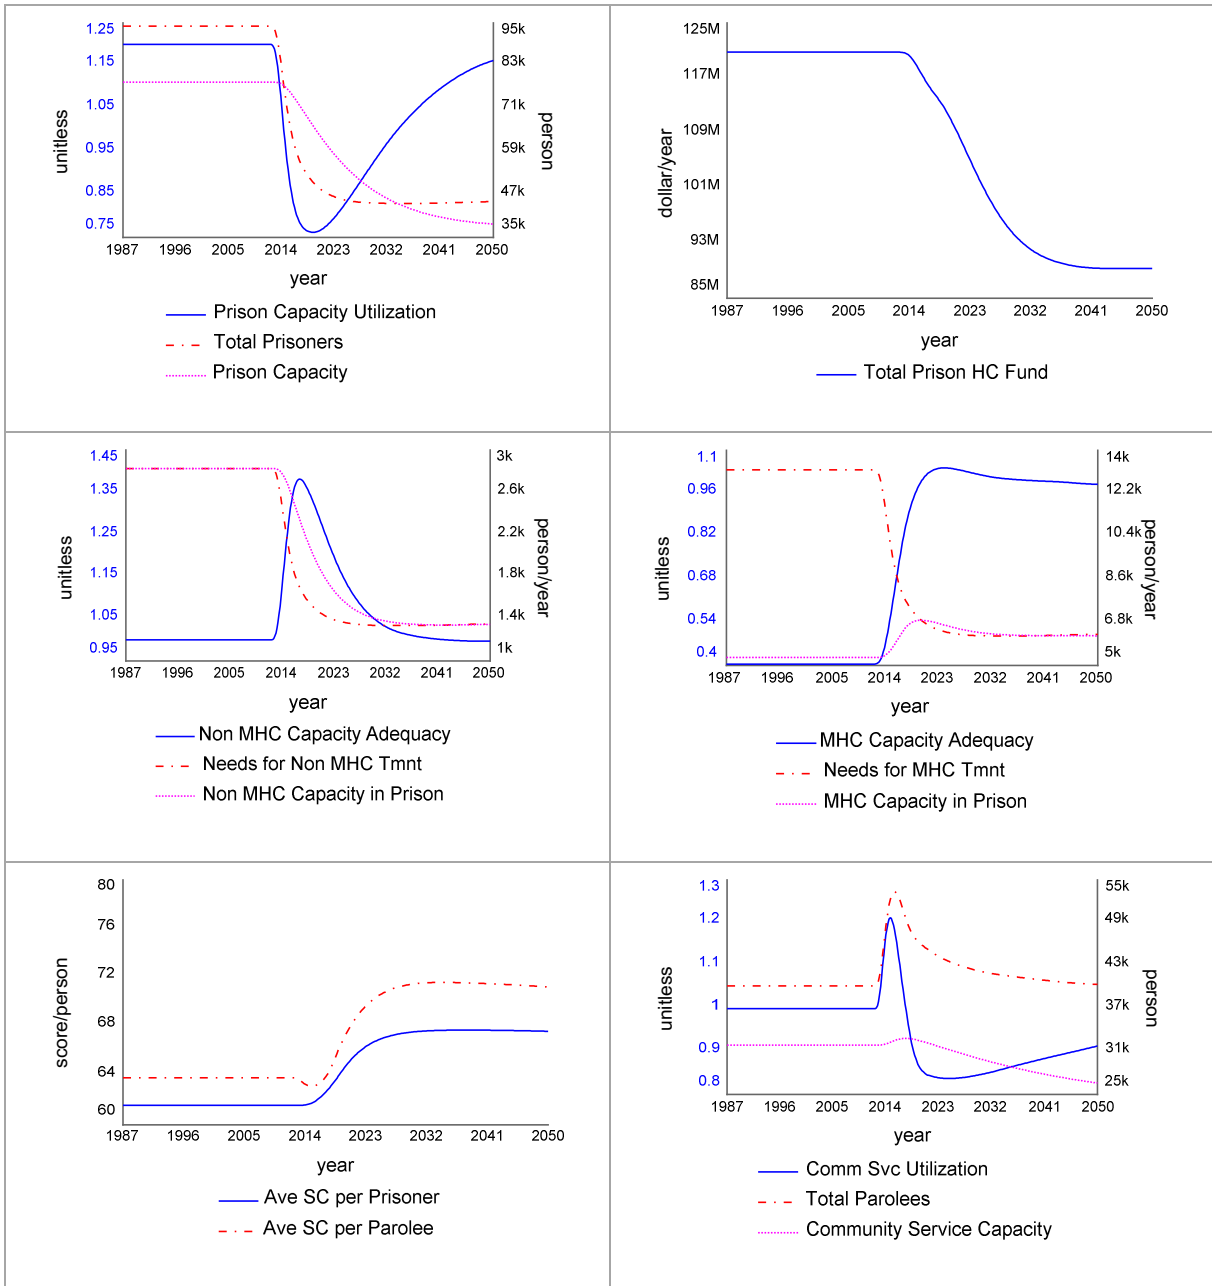 1.25
1.15
1.05
0.95
0.85
0.75
unitless
95k
83k
71k
59k
47k
35k
person
1987 1996 2005 2014 2023 2032 2041 2050
year
Prison Capacity Utilization
Total Prisoners
Prison Capacity
125M
117M
109M
101M
93M
85M
dollar/year
1987 1996 2005 2014 2023 2032 2041 2050
year
Total Prison HC Fund
1.45
1.35
1.25
1.15
1.05
0.95
unitless
3k
2.6k
2.2k
1.8k
1.4k
1k
person/year
1987 1996 2005 2014 2023 2032 2041 2050
year
Non MHC Capacity Adequacy
Needs for Non MHC Tmnt
Non MHC Capacity in Prison
1.1
0.96
0.82
0.68
0.54
0.4
unitless
14k
12.2k
10.4k
8.6k
6.8k
5k
person/year
1987 1996 2005 2014 2023 2032 2041 2050
year
MHC Capacity Adequacy
Needs for MHC Tmnt
MHC Capacity in Prison
80
76
72
68
64
60
score/person
1987 1996 2005 2014 2023 2032 2041 2050
year
Ave SC per Prisoner
Ave SC per Parolee
1.3
1.2
1.1
1
0.9
0.8
unitless
55k
49k
43k
37k
31k
25k
person
1987 1996 2005 2014 2023 2032 2041 2050
year
Comm Svc Utilization
Total Parolees
Community Service Capacity